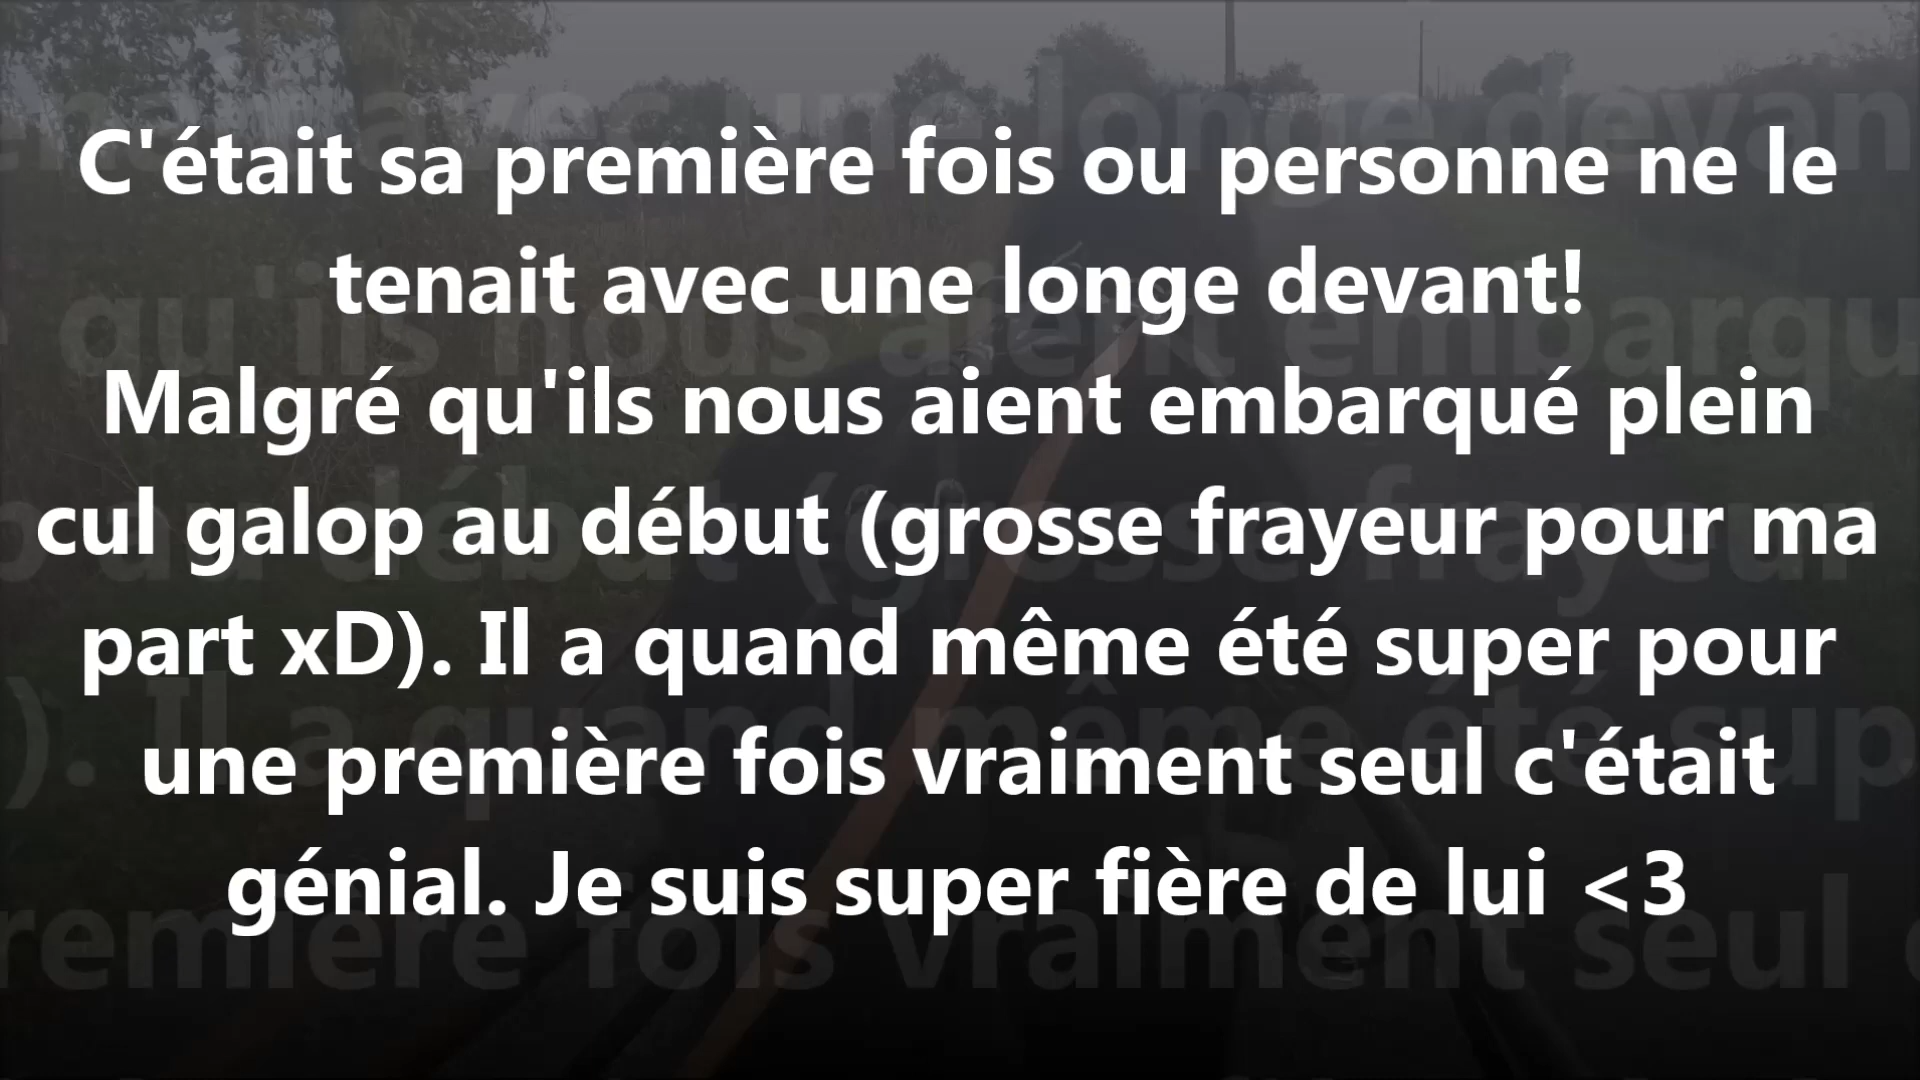 C'était sa première fois ou personne ne le
tenait avec une longe devant!
Malgré qu'ils nous aient embarqué plein
cul galop au début (grosse frayeur pour ma
part xD). Il a quand même été super pour
une première fois vraiment seul c'était
génial. Je suis super fière de lui <3